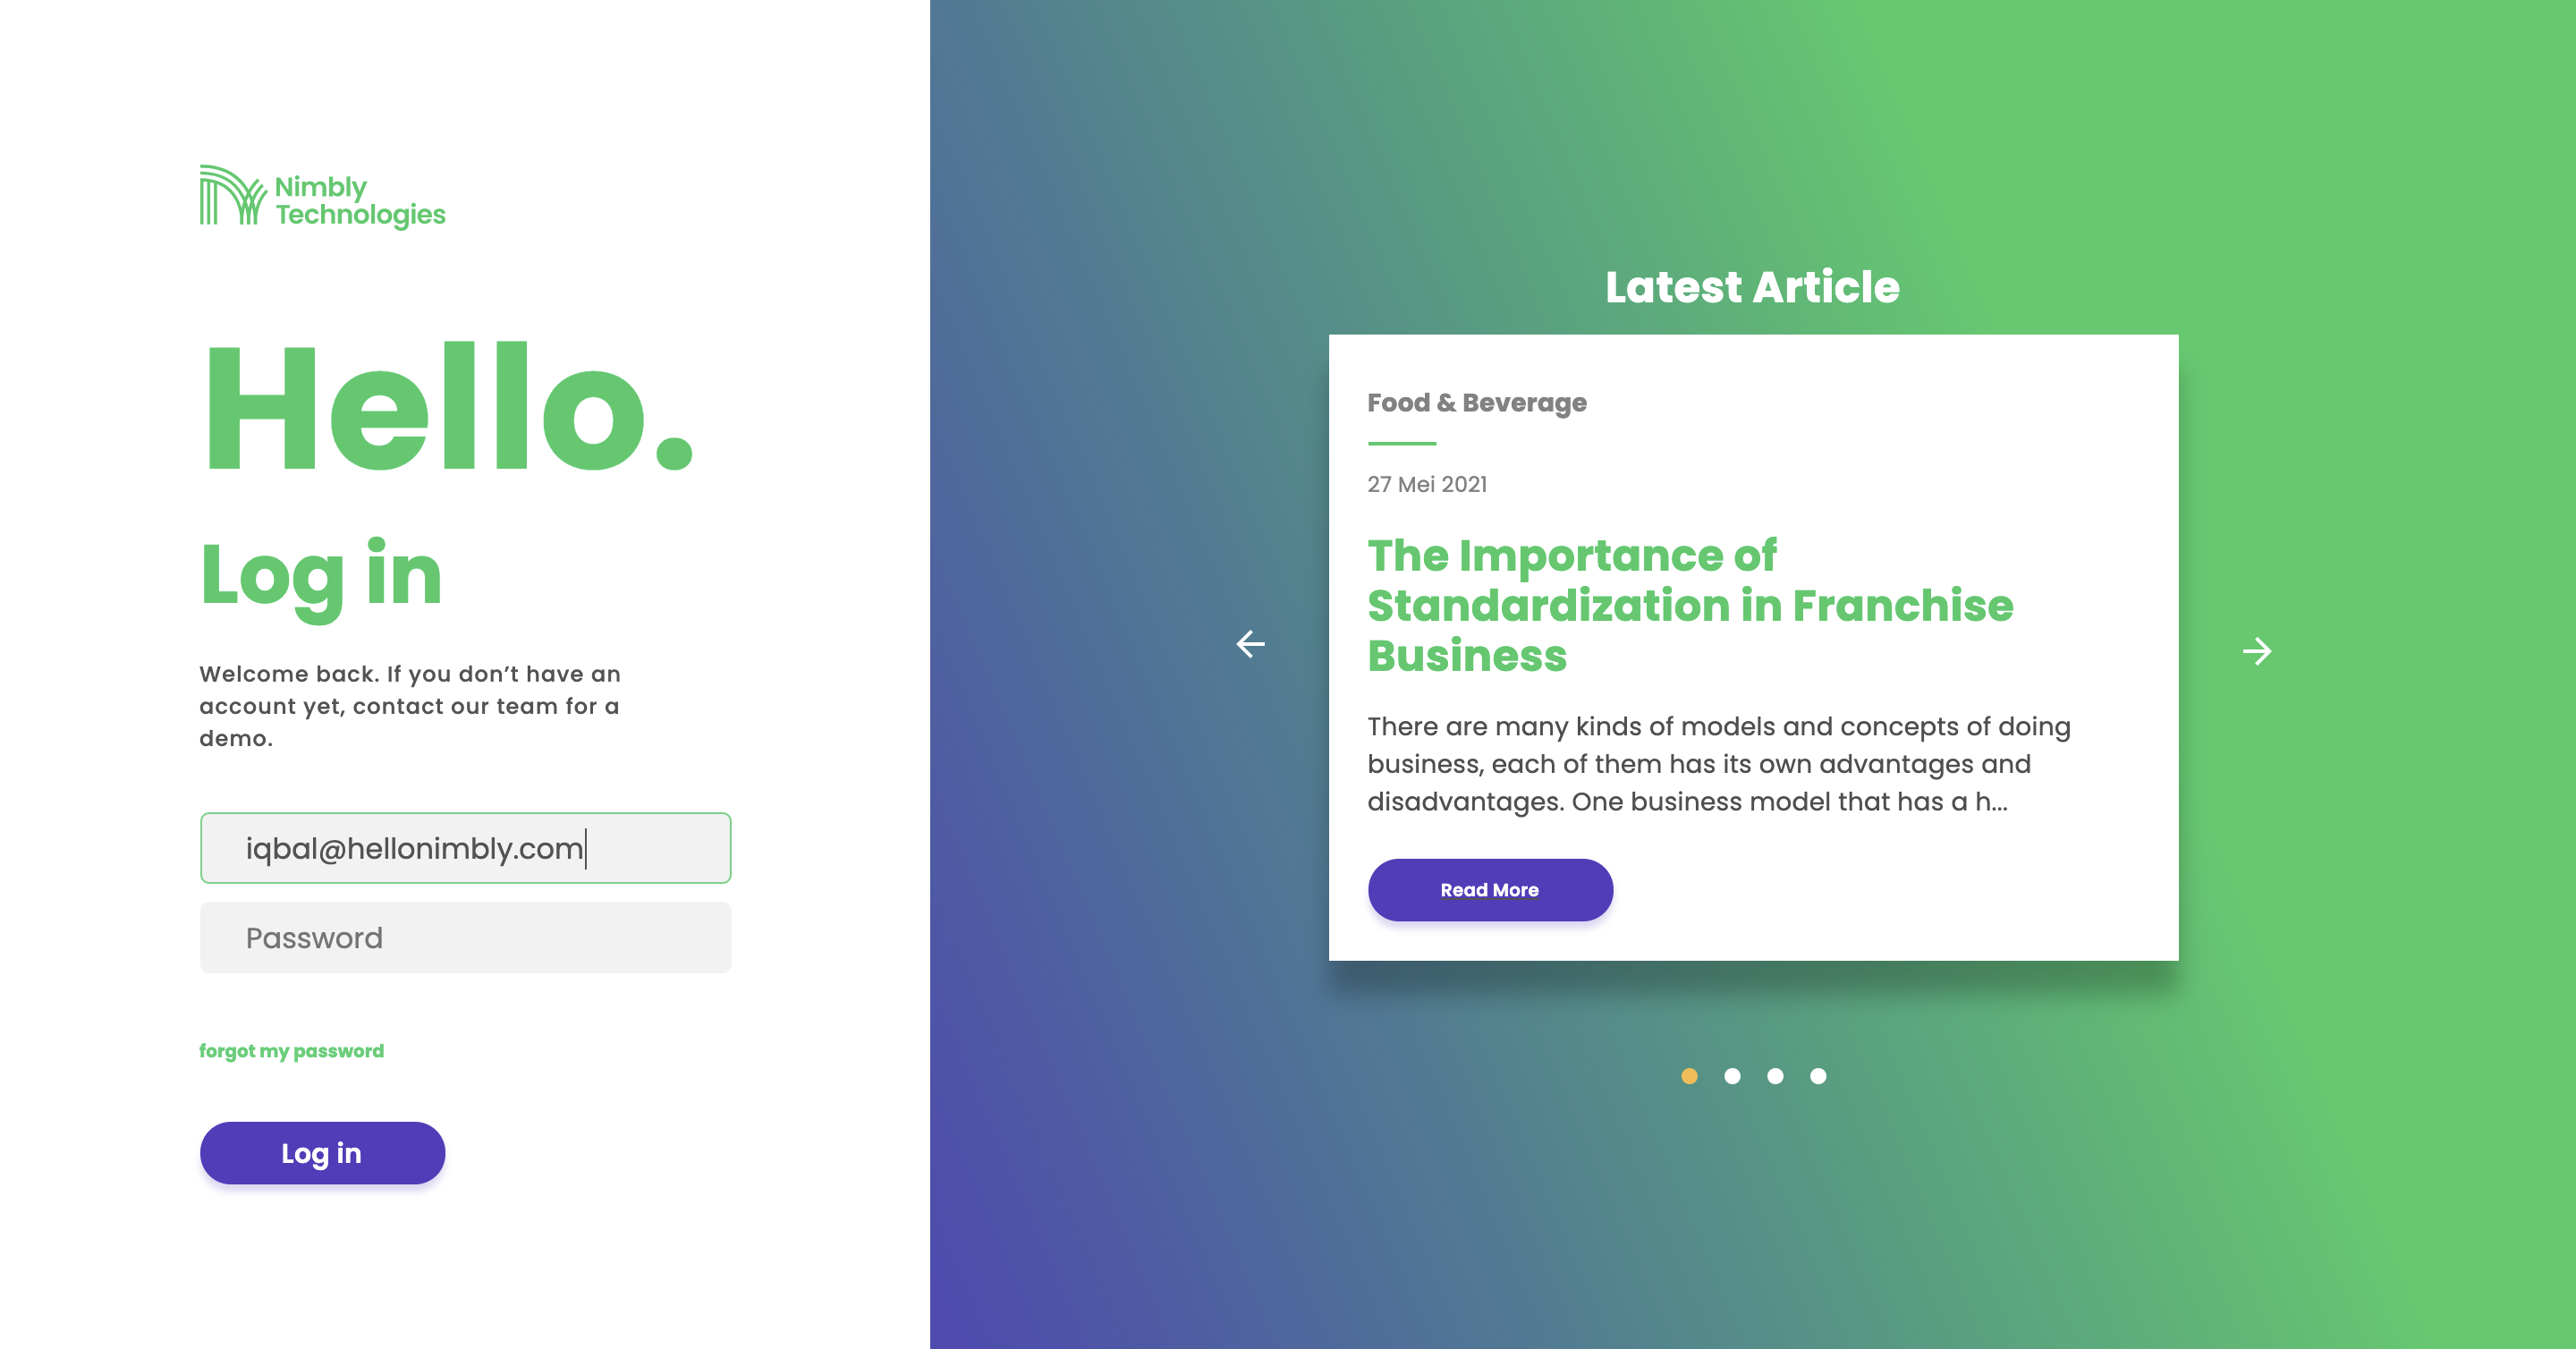 Nimbly
Technologies
Hello.
Log in
Welcome back. If you don’t have an
account yet, contact our team for a
demo.
iqbal@hellonimbly.com
Password
forgot my password
Log in
Latest Article
Food & Beverage
27 Mei 2021
The Importance of
Standardization in Franchise
Business
There are many kinds of models and concepts of doing
business, each of them has its own advantages and
disadvantages. One business model that has a h...
Read More